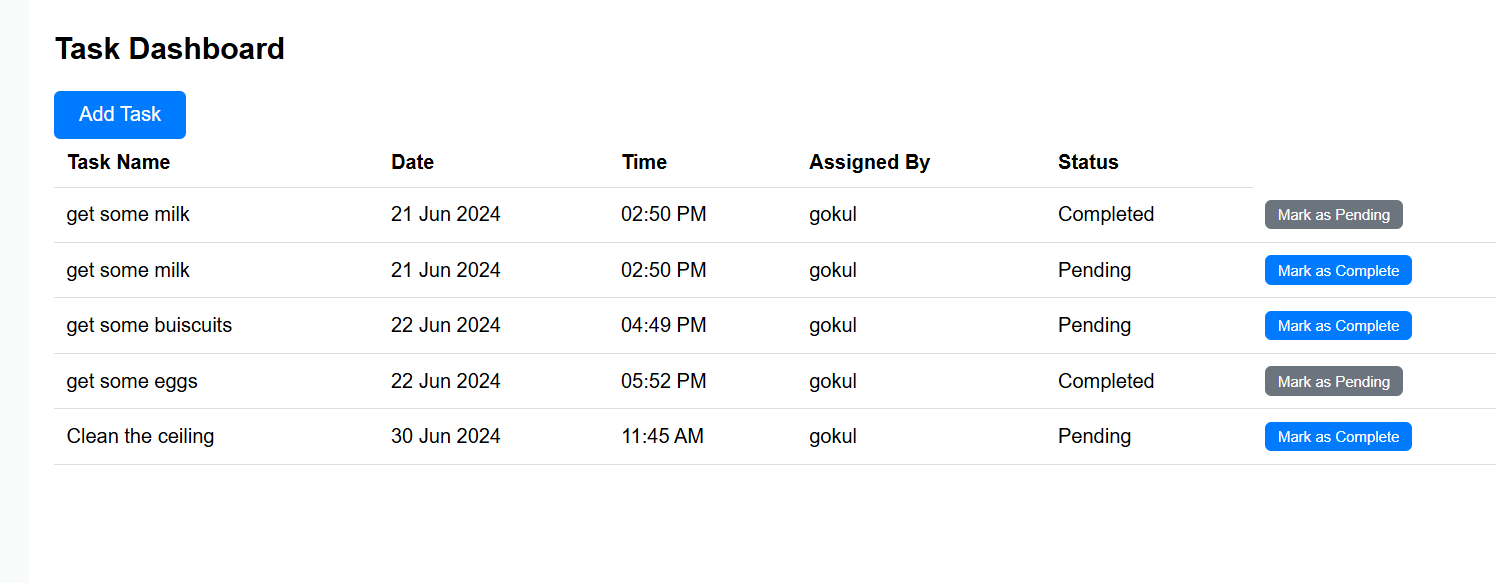 Task Dashboard
Add Task
Task Name Date Time Assigned By Status
get some milk 21 Jun 2024 02:50 PM gokul Completed Mark as Pending
get some milk 21 Jun 2024 02:50 PM gokul Pending Mark as Complete
get some buiscuits 22 Jun 2024 04:49 PM gokul Pending Mark as Complete
get some eggs 22 Jun 2024 05:52 PM gokul Completed Mark as Pending
Clean the ceiling 30 Jun 2024 11:45 AM gokul Pending Mark as Complete